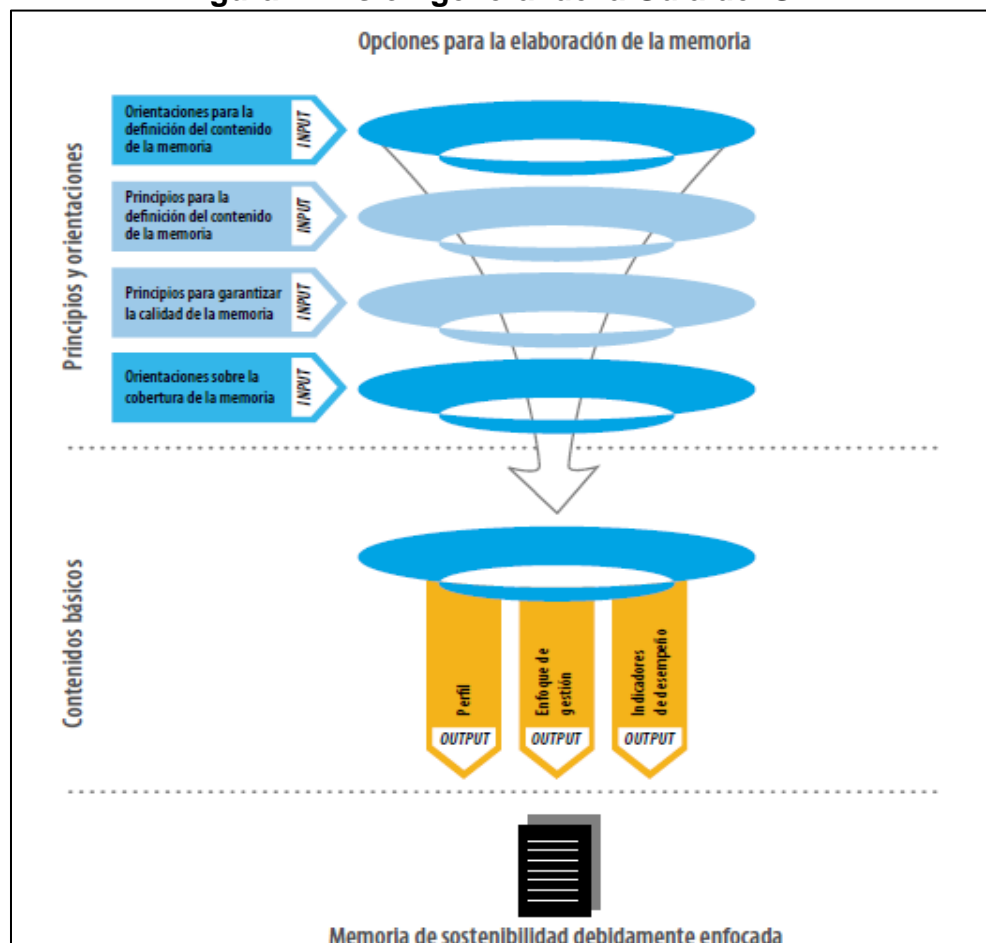 Opciones para la elaboración de la memoria
Principios y orientaciones
Orientaciones para la
definición del contenido
de la memoria
INPUT
Principios para la
definición del contenido
de la memoria
INPUT
Principios para garantizar
la calidad de la memoria
INPUT
Orientaciones sobre la
cobertura de la memoria
INPUT
Contenidos básicos
Perfil
OUTPUT
Enfoque de
gestión
OUTPUT
Indicadores
de desempeño
OUTPUT
Memoria de sostenibilidad debidamente enfocada